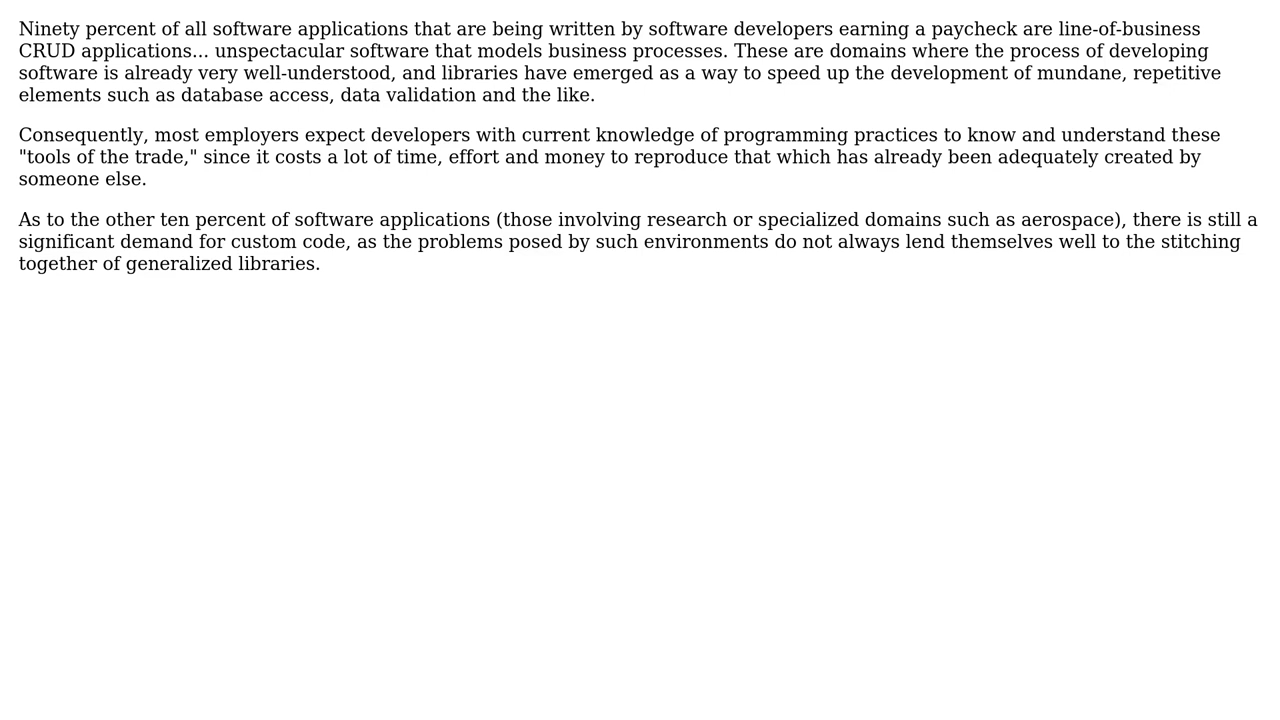 Ninety percent of all software applications that are being written by software developers earning a paycheck are line-of-business
CRUD applications... unspectacular software that models business processes. These are domains where the process of developing
software is already very well-understood, and libraries have emerged as a way to speed up the development of mundane, repetitive
elements such as database access, data validation and the like.
Consequently, most employers expect developers with current knowledge of programming practices to know and understand these
"tools of the trade," since it costs a lot of time, effort and money to reproduce that which has already been adequately created by
someone else.
As to the other ten percent of software applications (those involving research or specialized domains such as aerospace), there is still a
significant demand for custom code, as the problems posed by such environments do not always lend themselves well to the stitching
together of generalized libraries.